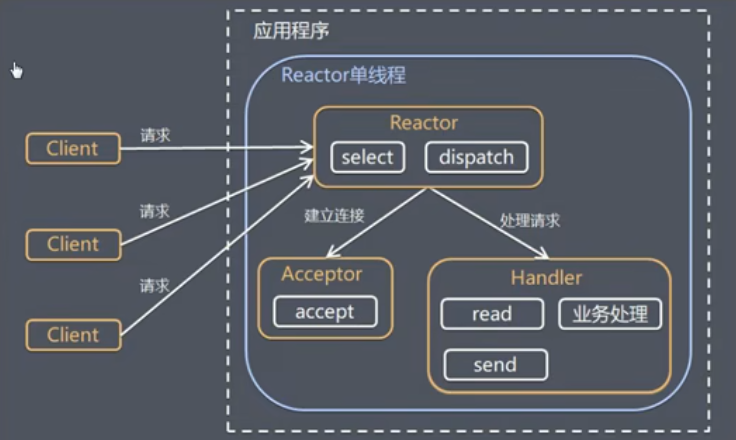 应用程序
Reactor单线程
Reactor
select
dispatch
请求
Client
请求
Client
请求
Client
建立连接
处理请求
Acceptor
accept
Handler
read
业务处理
send